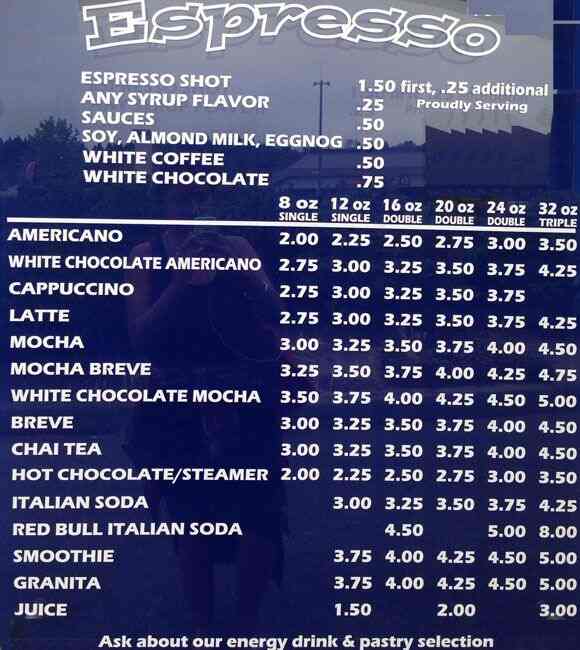 Espresso
ESPRESSO SHOT 1.50 first, .25 additional
ANY SYRUP FLAVOR .25 Proudly Serving
SAUCES .50
SOY, ALMOND MILK, EGGNOG .50
WHITE COFFEE .50
WHITE CHOCOLATE .75
8 oz 12 oz 16 oz 20 oz 24 oz 32 oz
SINGLE SINGLE DOUBLE DOUBLE DOUBLE TRIPLE
AMERICANO 2.00 2.25 2.50 2.75 3.00 3.50
WHITE CHOCOLATE AMERICANO 2.75 3.00 3.25 3.50 3.75 4.25
CAPPUCCINO 2.75 3.00 3.25 3.50 3.75
LATTE 2.75 3.00 3.25 3.50 3.75 4.25
MOCHA 3.00 3.25 3.50 3.75 4.00 4.50
MOCHA BREVE 3.25 3.50 3.75 4.00 4.25 4.75
WHITE CHOCOLATE MOCHA 3.50 3.75 4.00 4.25 4.50 5.00
BREVE 3.00 3.25 3.50 3.75 4.00 4.50
CHAI TEA 3.00 3.25 3.50 3.75 4.00 4.50
HOT CHOCOLATE/STEAMER 2.00 2.25 2.50 2.75 3.00 3.50
ITALIAN SODA 3.00 3.25 3.50 3.75 4.25
RED BULL ITALIAN SODA 4.50 5.00 8.00
SMOOTHIE 3.75 4.00 4.25 4.50 5.00
GRANITA 3.75 4.00 4.25 4.50 5.00
JUICE 1.50 2.00 3.00
Ask about our energy drink & pastry selection